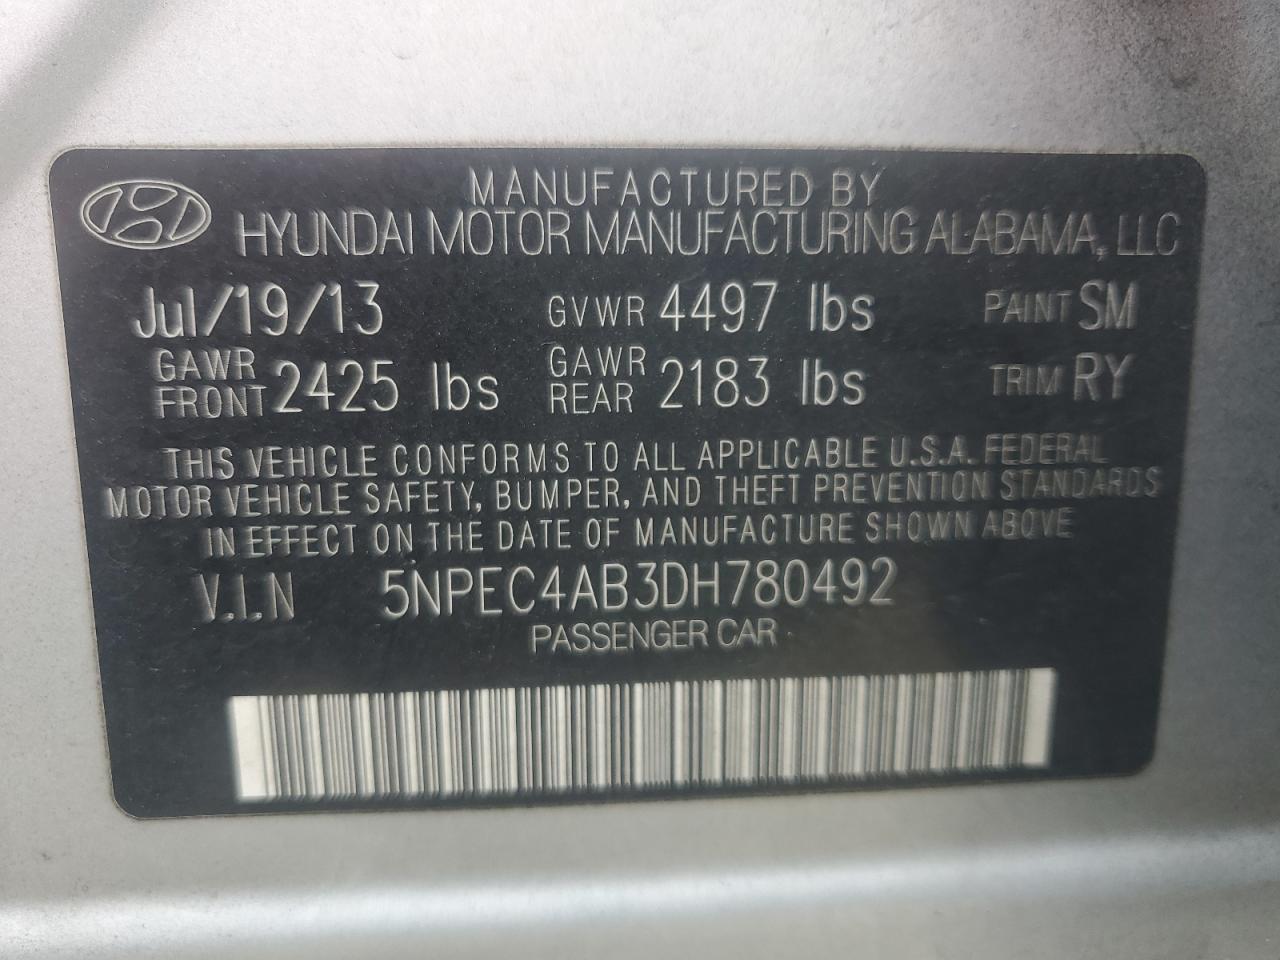 MANUFACTURED BY
HYUNDAI MOTOR MANUFACTURING ALABAMA, LLC
Jul/19/13 GVWR 4497 lbs PAINT SM
GAWR FRONT 2425 lbs GAWR REAR 2183 lbs TRIM RY
THIS VEHICLE CONFORMS TO ALL APPLICABLE U.S.A. FEDERAL
MOTOR VEHICLE SAFETY, BUMPER, AND THEFT PREVENTION STANDARDS
IN EFFECT ON THE DATE OF MANUFACTURE SHOWN ABOVE
V.I.N 5NPEC4AB3DH780492
PASSENGER CAR